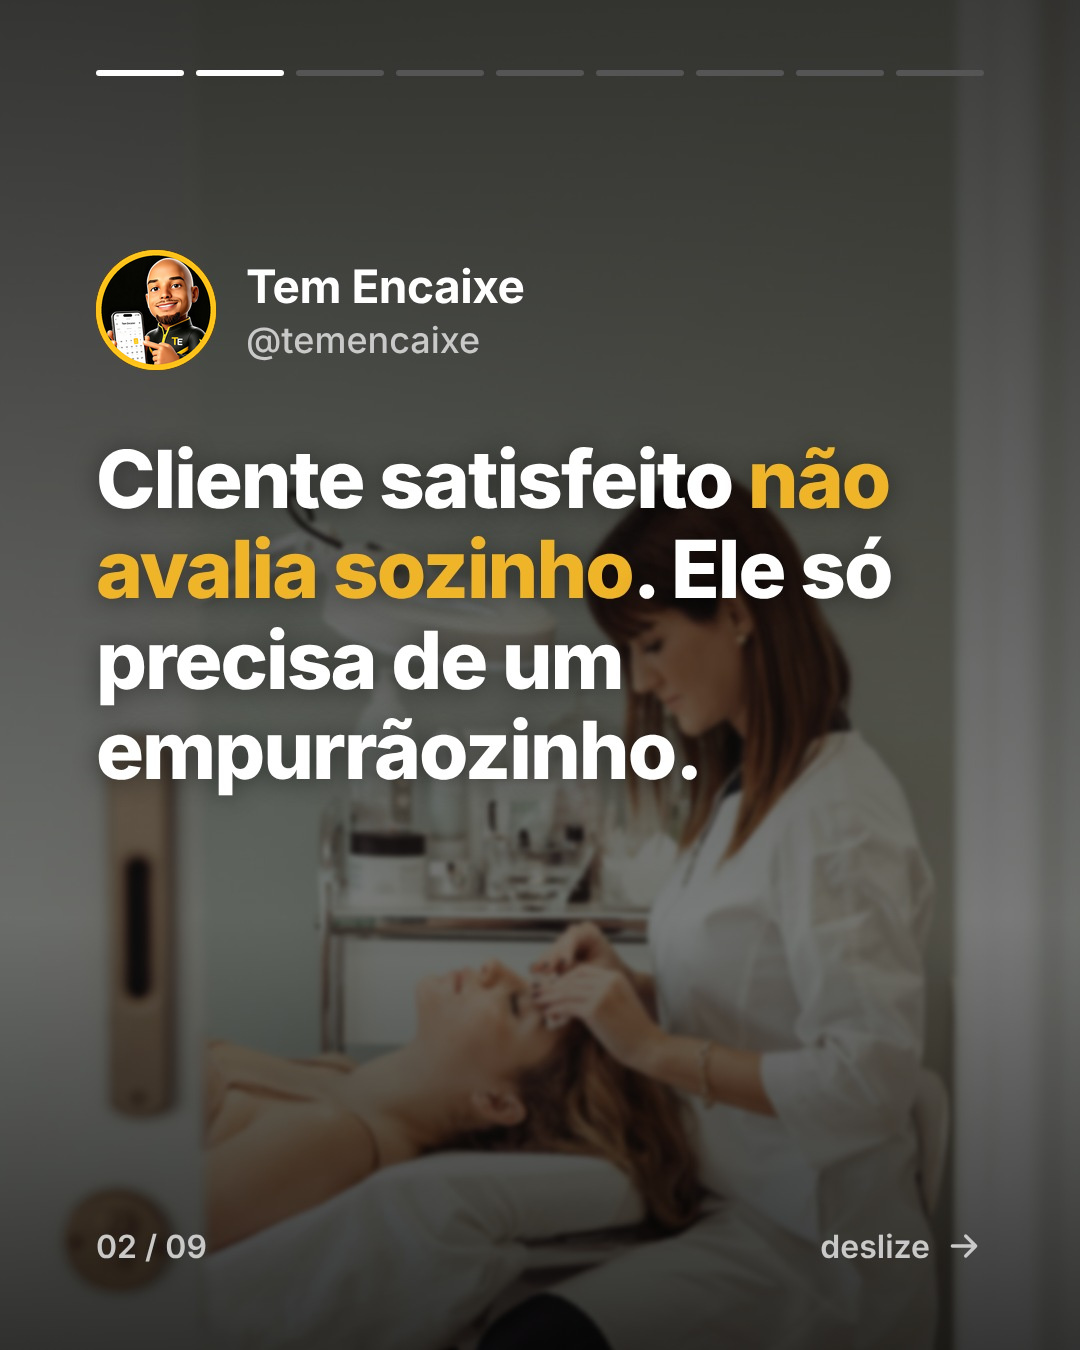 Tem Encaixe
@temencaixe
Cliente satisfeito não
avalia sozinho. Ele só
precisa de um
empurrãozinho.
02 / 09
deslize →